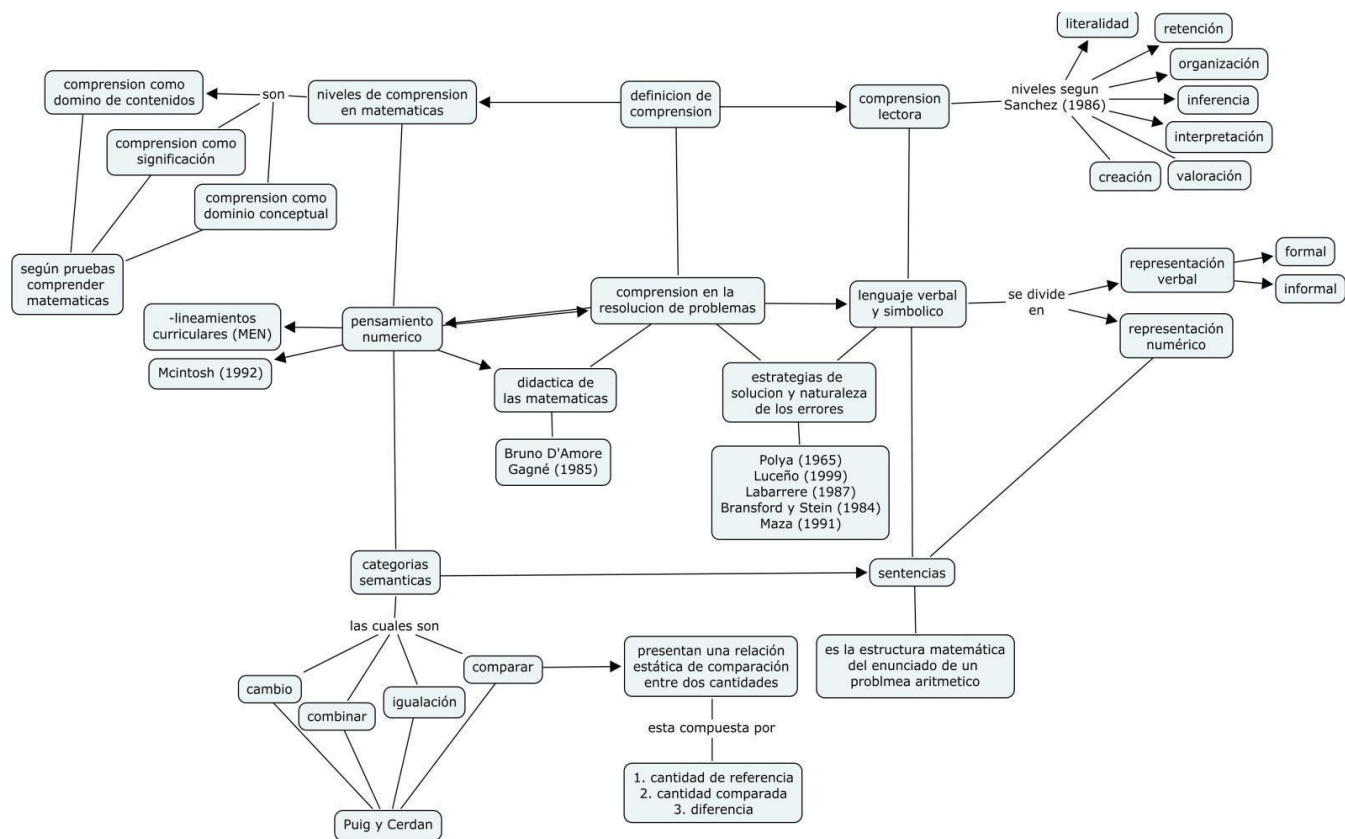 literalidad
retención
organización
niveles segun
Sanchez (1986)
inferencia
interpretación
valoración
creación
comprension
lectora
definicion de
comprension
niveles de comprension
en matematicas
son
comprension como
domino de contenidos
comprension como
significación
comprension como
dominio conceptual
según pruebas
comprender
matematicas
-lineamientos
curriculares (MEN)
Mcintosh (1992)
pensamiento
numerico
comprension en la
resolucion de problemas
lenguaje verbal
y simbolico
se divide
en
representación
verbal
formal
informal
representación
numérico
didactica de
las matematicas
Bruno D'Amore
Gagné (1985)
estrategias de
solucion y naturaleza
de los errores
Polya (1965)
Luceño (1999)
Labarrere (1987)
Bransford y Stein (1984)
Maza (1991)
categorias
semanticas
sentencias
las cuales son
cambio
combinar
igualación
comparar
Puig y Cerdan
presentan una relación
estática de comparación
entre dos cantidades
esta compuesta por
1. cantidad de referencia
2. cantidad comparada
3. diferencia
es la estructura matemática
del enunciado de un
problmea aritmetico